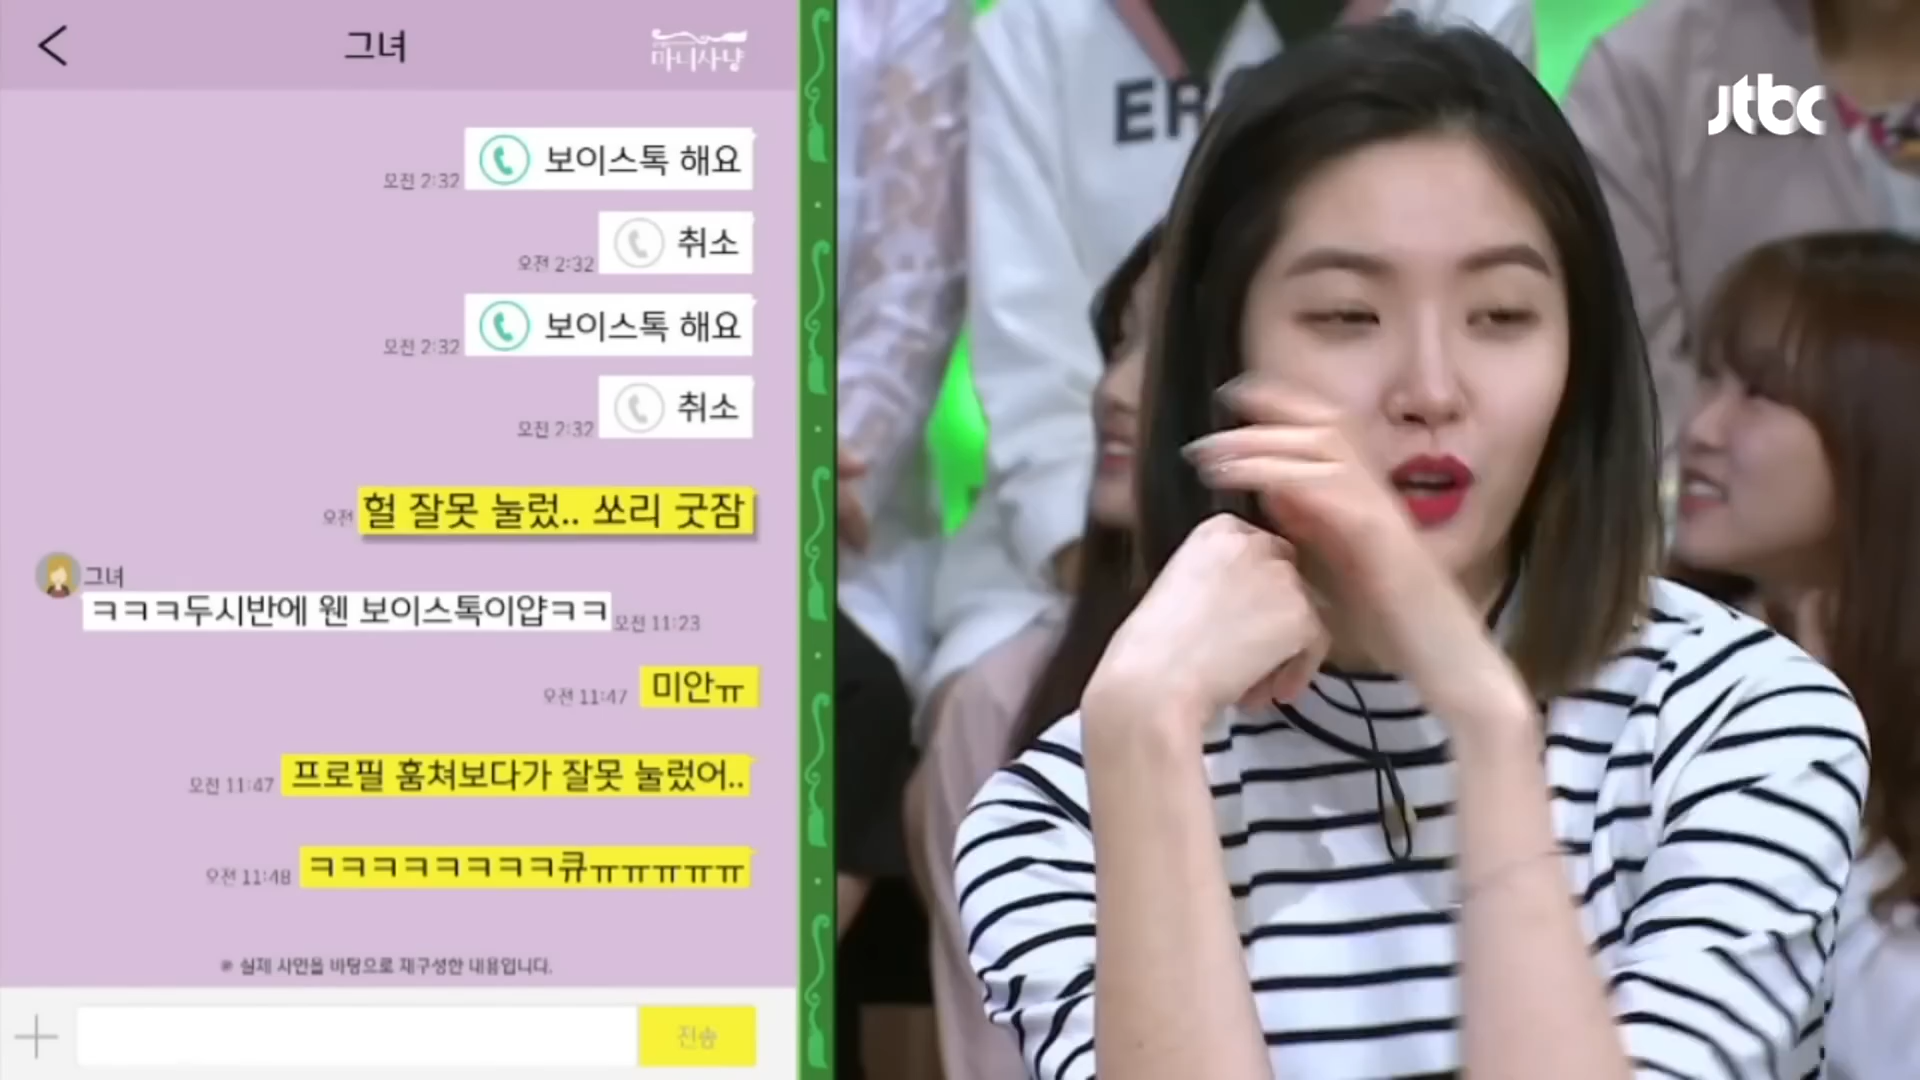 그녀
마녀사냥
jtbc
ER
보이스톡 해요
오전 2:32
취소
오전 2:32
보이스톡 해요
오전 2:32
취소
오전 2:32
헐 잘못 눌렀.. 쏘리 굿잠
오전
그녀
ㅋㅋㅋ두시반에 웬 보이스톡이얍ㅋㅋ
오전 11:23
미안ㅠ
오전 11:47
프로필 훔쳐보다가 잘못 눌렀어..
오전 11:47
ㅋㅋㅋㅋㅋㅋㅋㅋ큐ㅠㅠㅠㅠㅠ
오전 11:48
※ 실제 사연을 바탕으로 재구성한 내용입니다.
전송